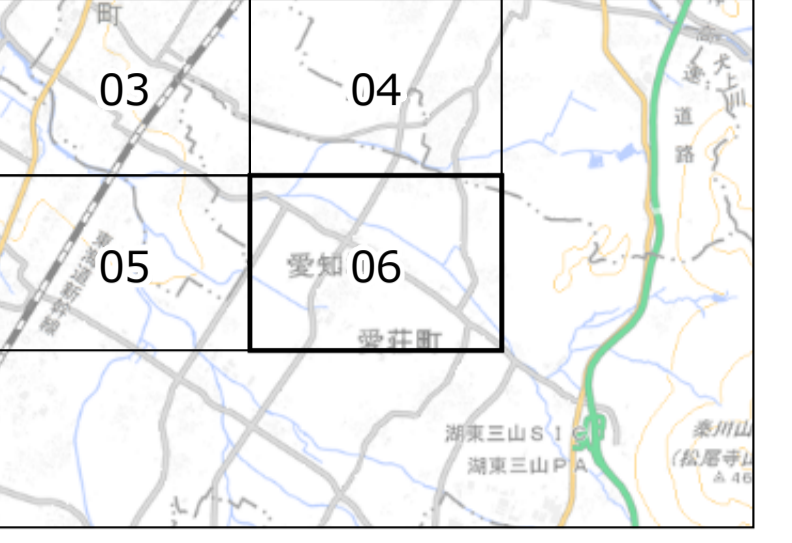 町
高
速
道
路
犬上川
03
04
05
06
東海道新幹線
愛知
愛荘町
湖東三山SIC
湖東三山PA
秦川山
(松尾寺山
46